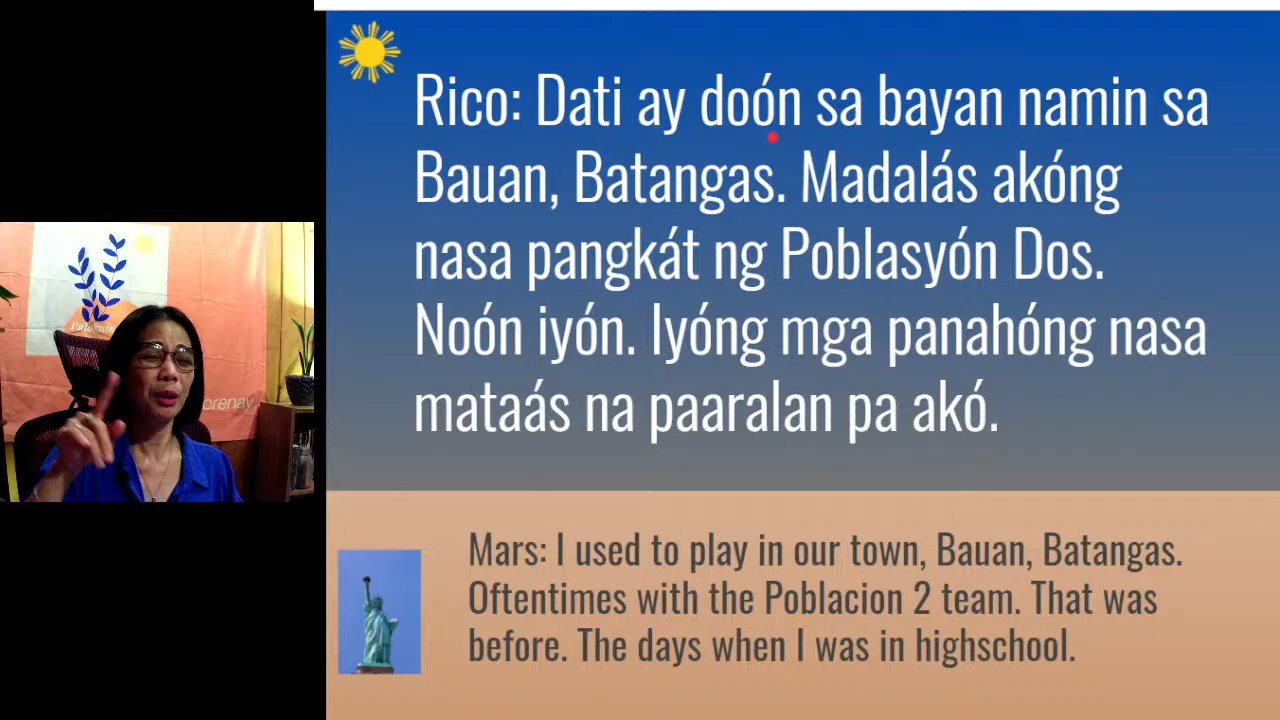 Rico: Dati ay doón sa bayan namin sa
Bauan, Batangas. Madalás akóng
nasa pangkát ng Poblasyón Dos.
Noón iyón. Iyóng mga panahóng nasa
mataás na paaralan pa akó.
Mars: I used to play in our town, Bauan, Batangas.
Oftentimes with the Poblacion 2 team. That was
before. The days when I was in highschool.